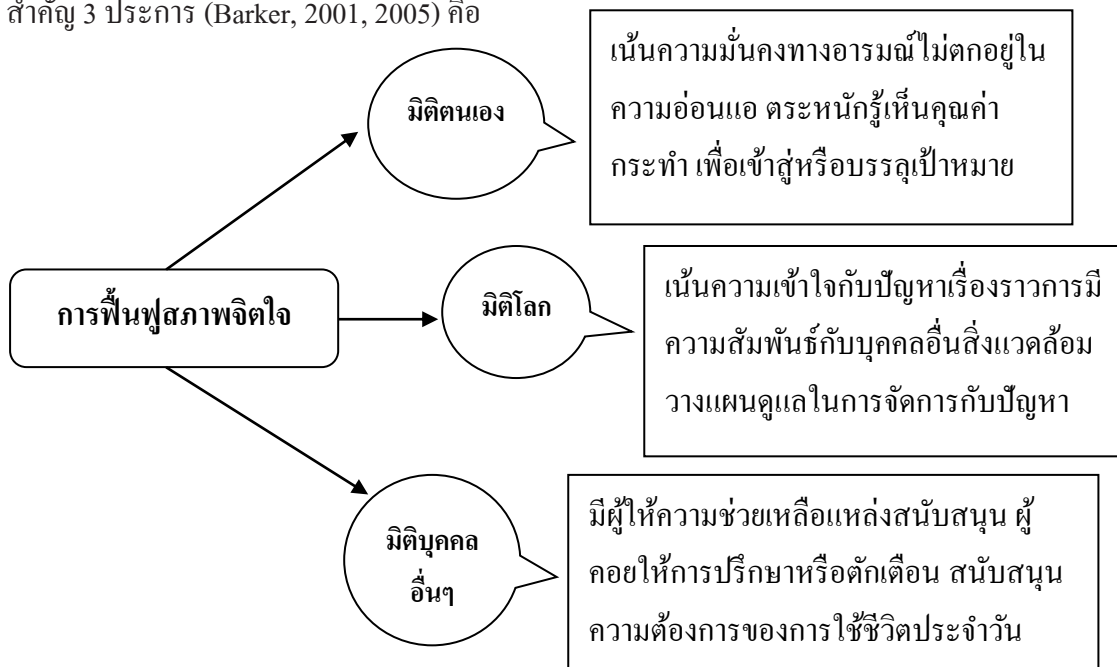 สำคัญ 3 ประการ (Barker, 2001, 2005) คือ
มิติตนเอง
เน้นความมั่นคงทางอารมณ์ไม่ตกอยู่ใน
ความอ่อนแอ ตระหนักรู้เห็นคุณค่า
กระทำ เพื่อเข้าสู่หรือบรรลุเป้าหมาย
การฟื้นฟูสภาพจิตใจ
มิติโลก
เน้นความเข้าใจกับปัญหาเรื่องราวการมี
ความสัมพันธ์กับบุคคลอื่นสิ่งแวดล้อม
วางแผนดูแลในการจัดการกับปัญหา
มิติบุคคล
อื่นๆ
มีผู้ให้ความช่วยเหลือแหล่งสนับสนุน ผู้
คอยให้การปรึกษาหรือตักเตือน สนับสนุน
ความต้องการของการใช้ชีวิตประจำวัน